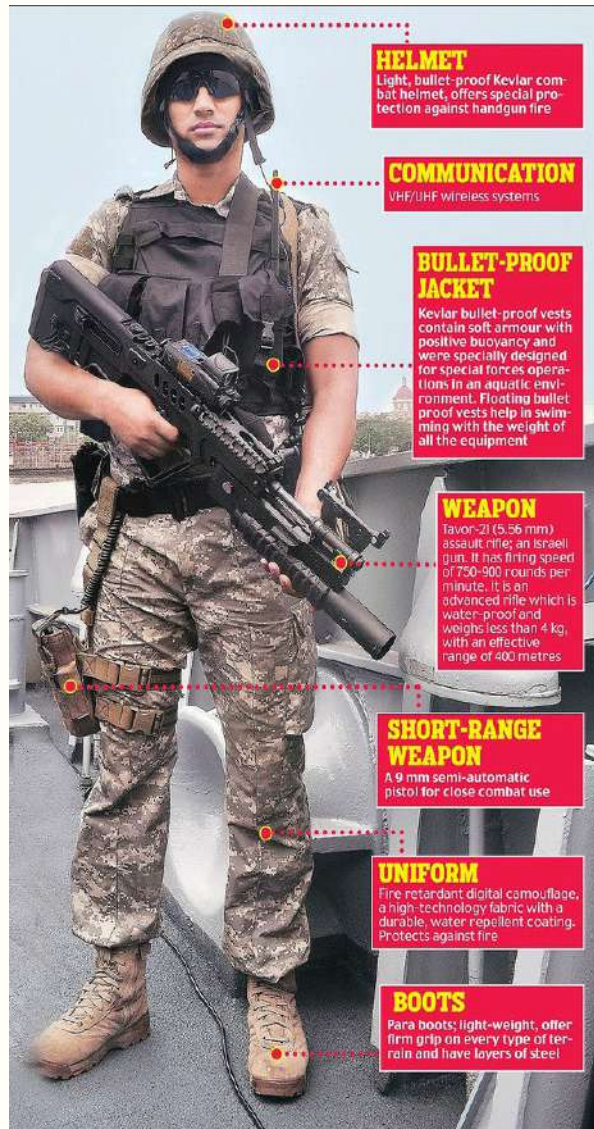 HELMET
Light, bullet-proof Kevlar com-
bat helmet, offers special pro-
tection against handgun fire
COMMUNICATION
VHF/UHF wireless systems
BULLET-PROOF
JACKET
Kevlar bullet-proof vests
contain soft armour with
positive buoyancy and
were specially designed
for special forces opera-
tions in an aquatic envi-
ronment. Floating bullet
proof vests help in swim-
ming with the weight of
all the equipment
WEAPON
Tavor-21 (5.56 mm)
assault rifle; an Israeli
gun. It has firing speed
of 750-900 rounds per
minute. It is an
advanced rifle which is
water-proof and
weighs less than 4 kg,
with an effective
range of 400 metres
SHORT-RANGE
WEAPON
A 9 mm semi-automatic
pistol for close combat use
UNIFORM
Fire retardant digital camouflage,
a high-technology fabric with a
durable, water repellent coating.
Protects against fire
BOOTS
Para boots; light-weight, offer
firm grip on every type of ter-
rain and have layers of steel